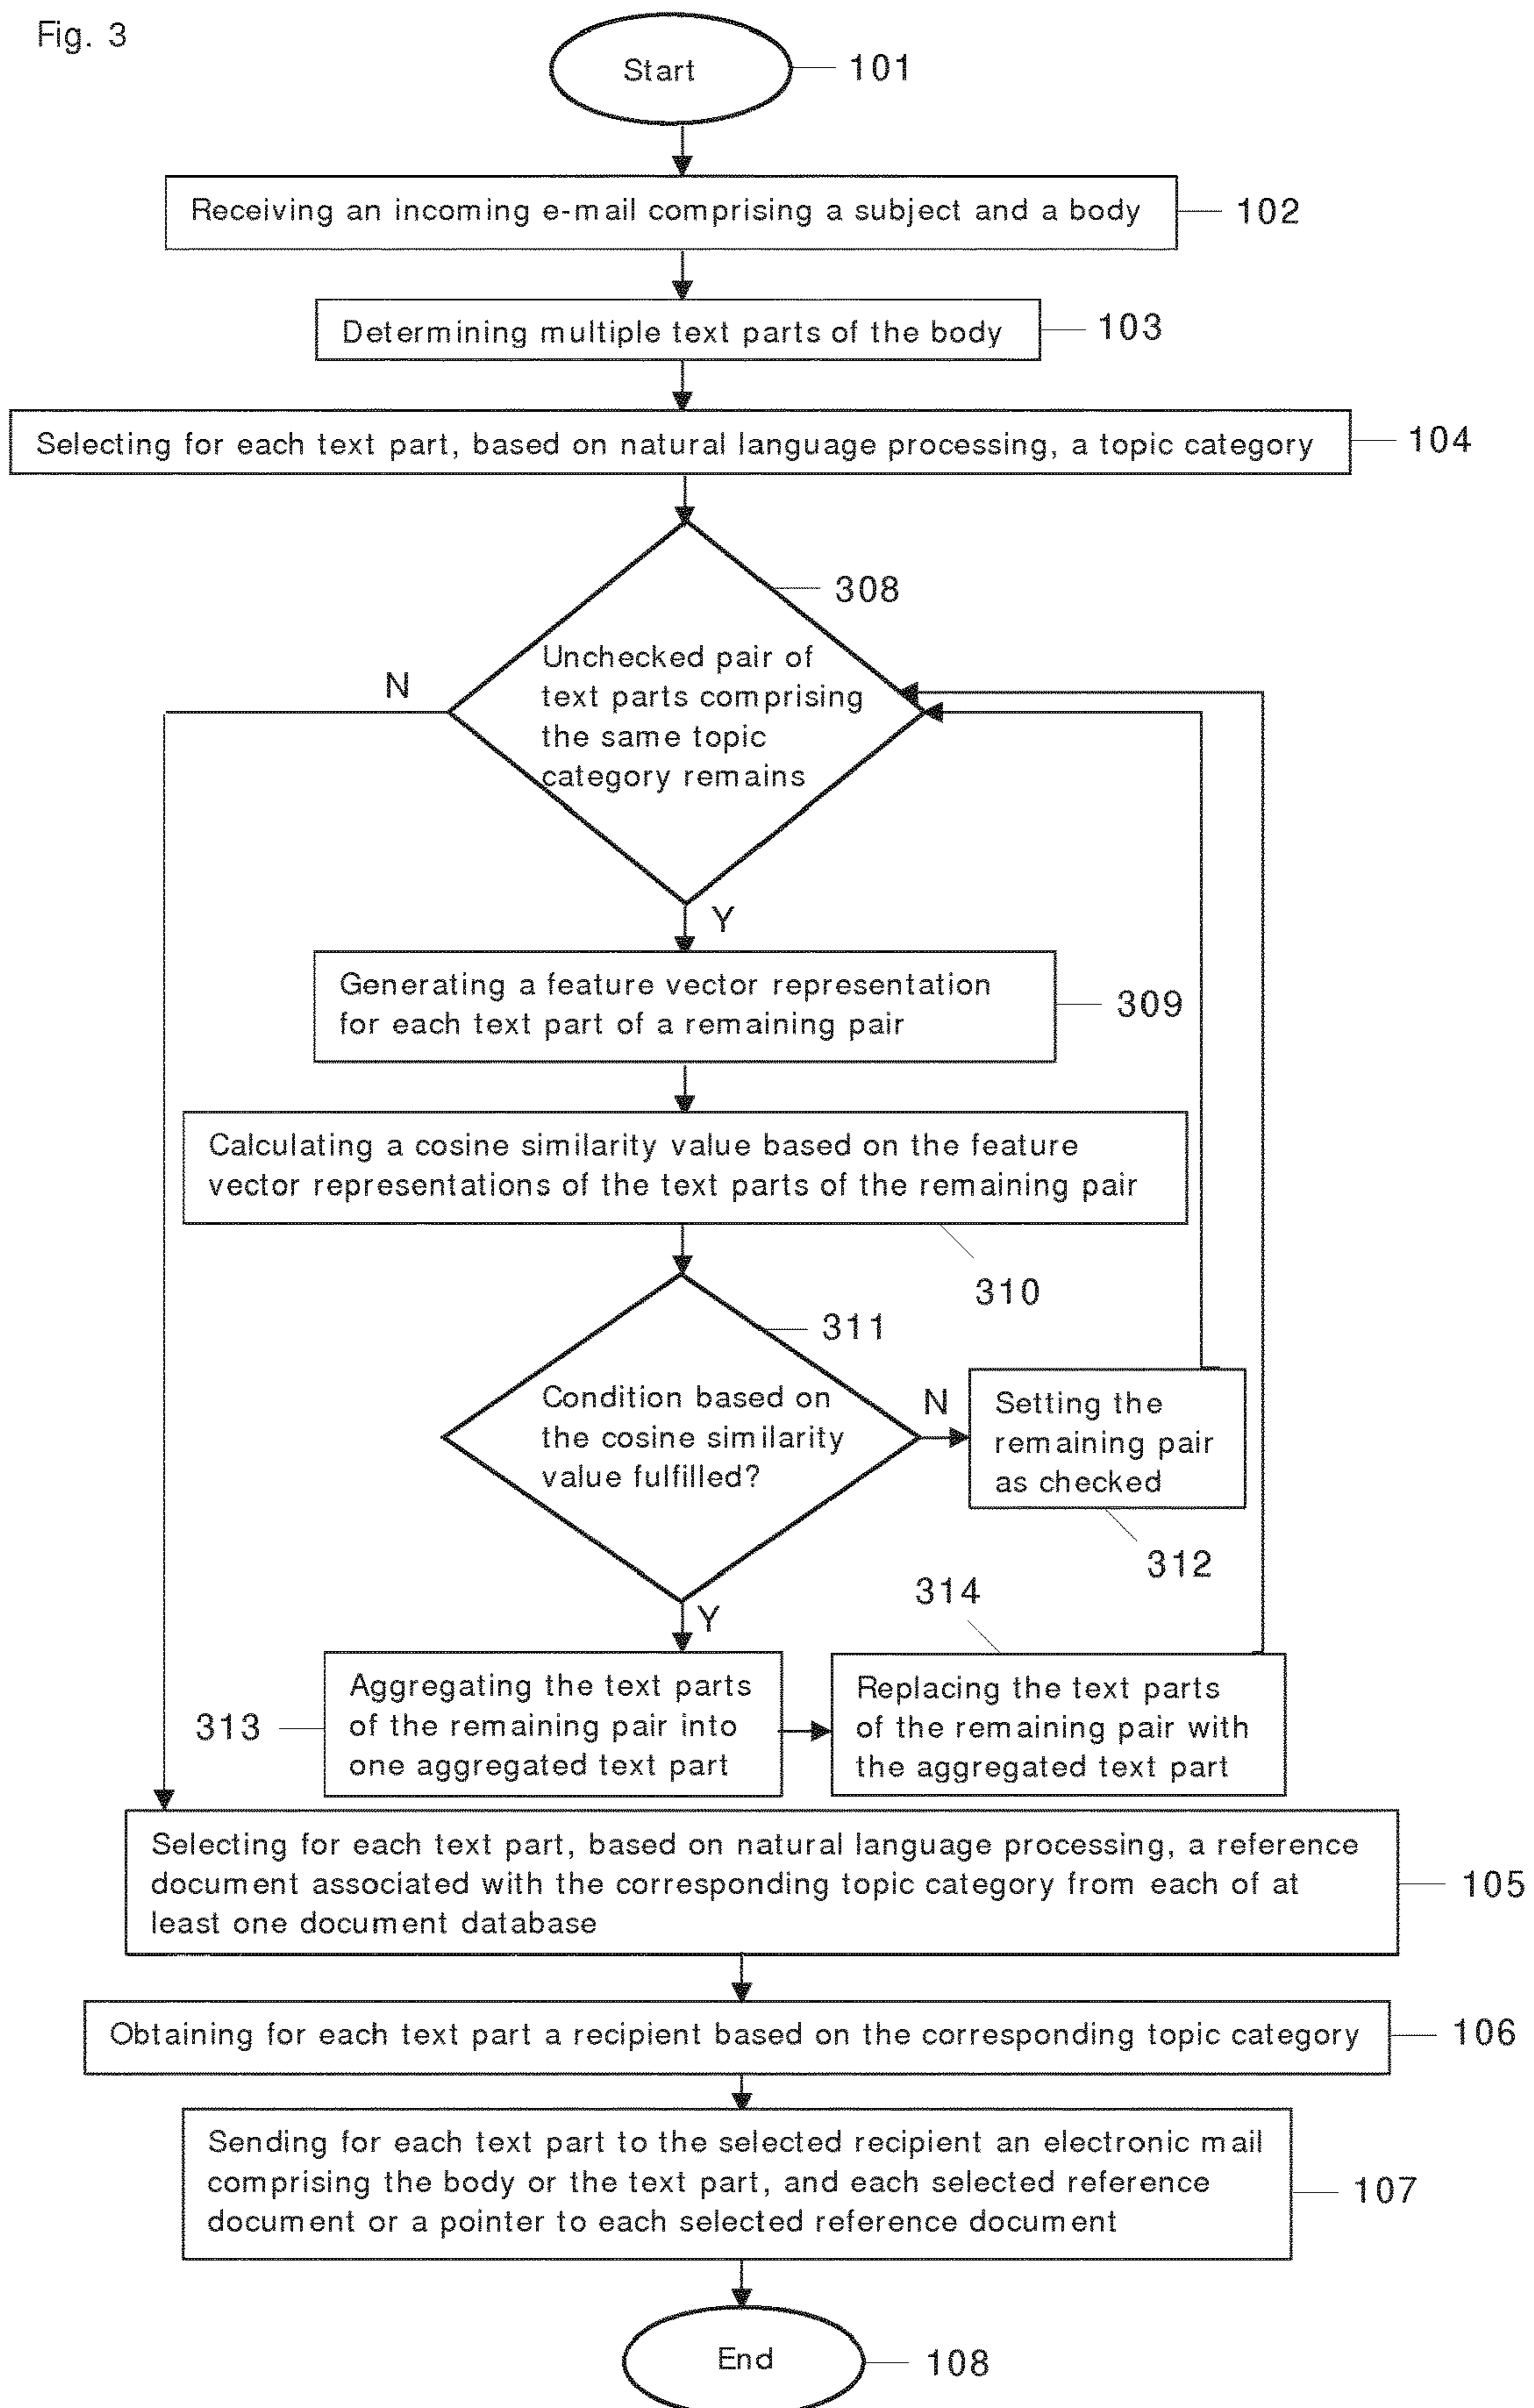 Fig. 3
Start
101
Receiving an incoming e-mail comprising a subject and a body
102
Determining multiple text parts of the body
103
Selecting for each text part, based on natural language processing, a topic category
104
308
Unchecked pair of
text parts comprising
the same topic
category remains
N
Y
Generating a feature vector representation
for each text part of a remaining pair
309
Calculating a cosine similarity value based on the feature
vector representations of the text parts of the remaining pair
310
311
Condition based on
the cosine similarity
value fulfilled?
N
Setting the
remaining pair
as checked
312
Y
314
313
Aggregating the text parts
of the remaining pair into
one aggregated text part
Replacing the text parts
of the remaining pair with
the aggregated text part
Selecting for each text part, based on natural language processing, a reference
document associated with the corresponding topic category from each of at
least one document database
105
Obtaining for each text part a recipient based on the corresponding topic category
106
Sending for each text part to the selected recipient an electronic mail
comprising the body or the text part, and each selected reference
document or a pointer to each selected reference document
107
End
108